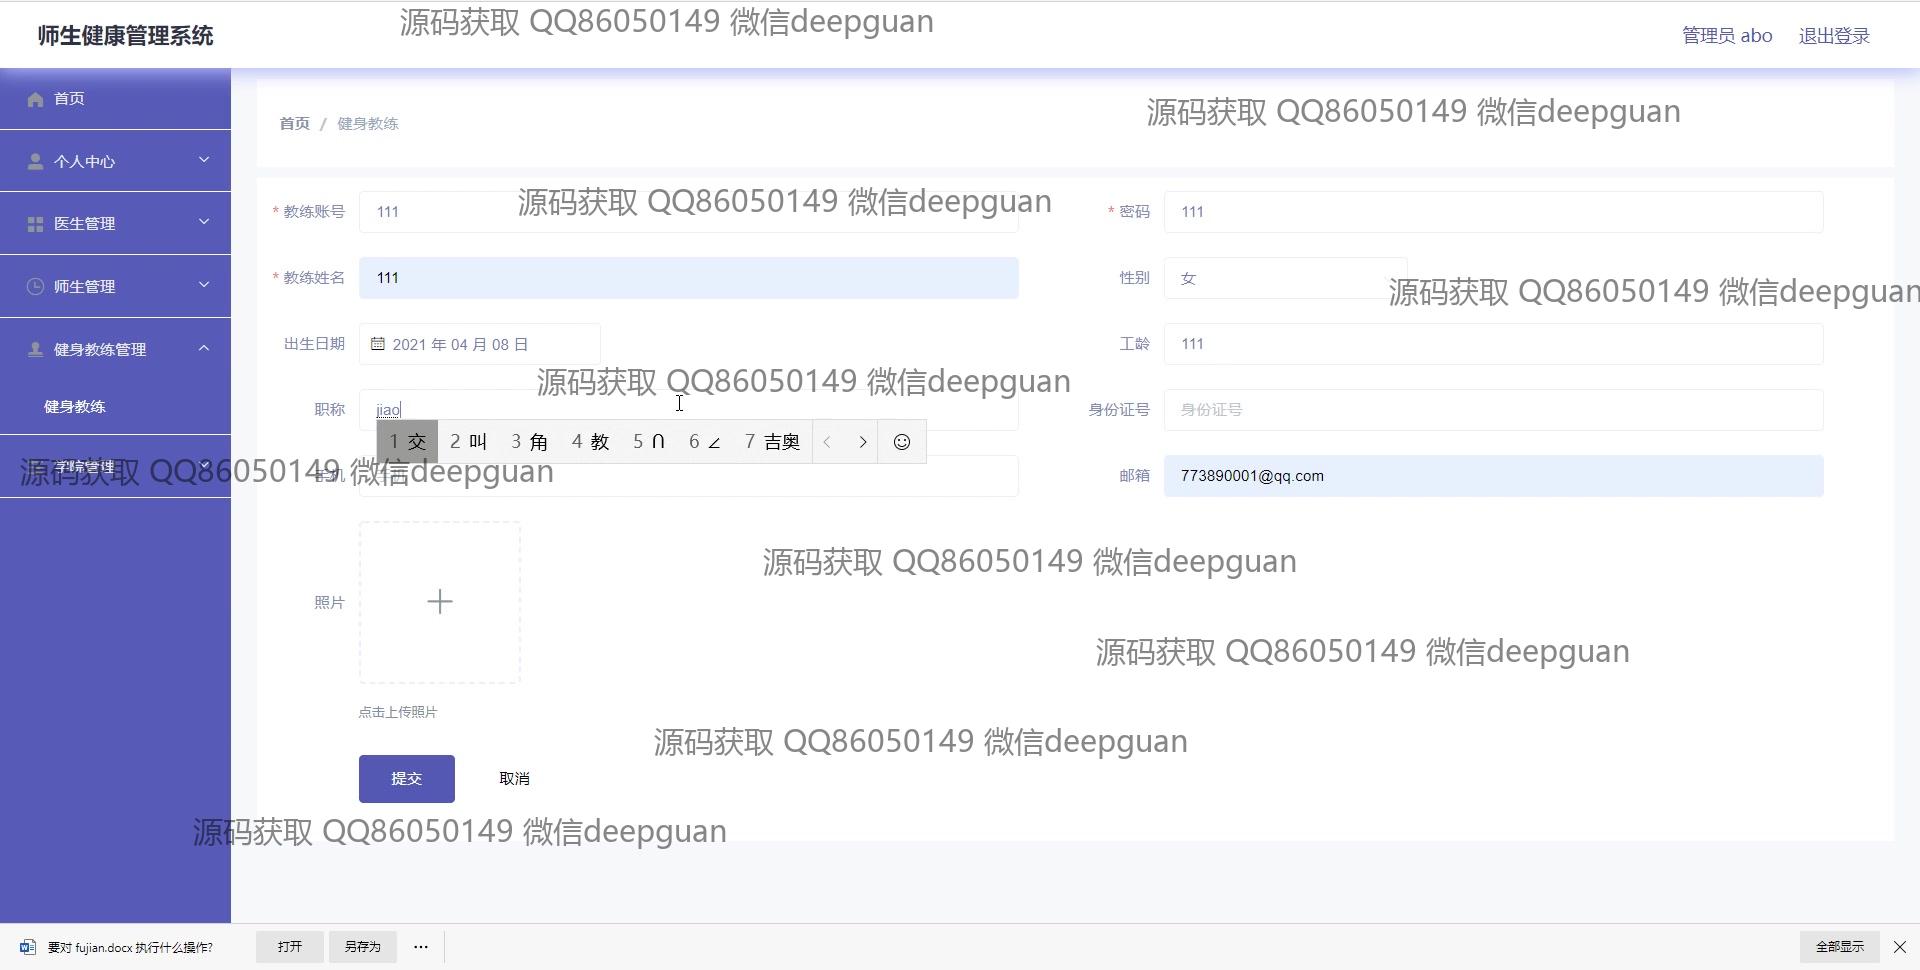 师生健康管理系统
源码获取 QQ86050149 微信deepguan
管理员 abo
退出登录
首页
个人中心
医生管理
师生管理
健身教练管理
健身教练
学院管理
首页 / 健身教练
源码获取 QQ86050149 微信deepguan
* 教练账号 111
源码获取 QQ86050149 微信deepguan
* 密码 111
* 教练姓名 111
性别 女
源码获取 QQ86050149 微信deepguan
出生日期 2021 年 04 月 08 日
工龄 111
源码获取 QQ86050149 微信deepguan
职称 jiao
身份证号 身份证号
1 交 2 叫 3 角 4 教 5 ∩ 6 ∠ 7 吉奥
源码获取 QQ86050149 微信deepguan
手机
邮箱 773890001@qq.com
源码获取 QQ86050149 微信deepguan
照片
源码获取 QQ86050149 微信deepguan
点击上传照片
源码获取 QQ86050149 微信deepguan
提交
取消
源码获取 QQ86050149 微信deepguan
要对 fujian.docx 执行什么操作?
打开
另存为
全部显示